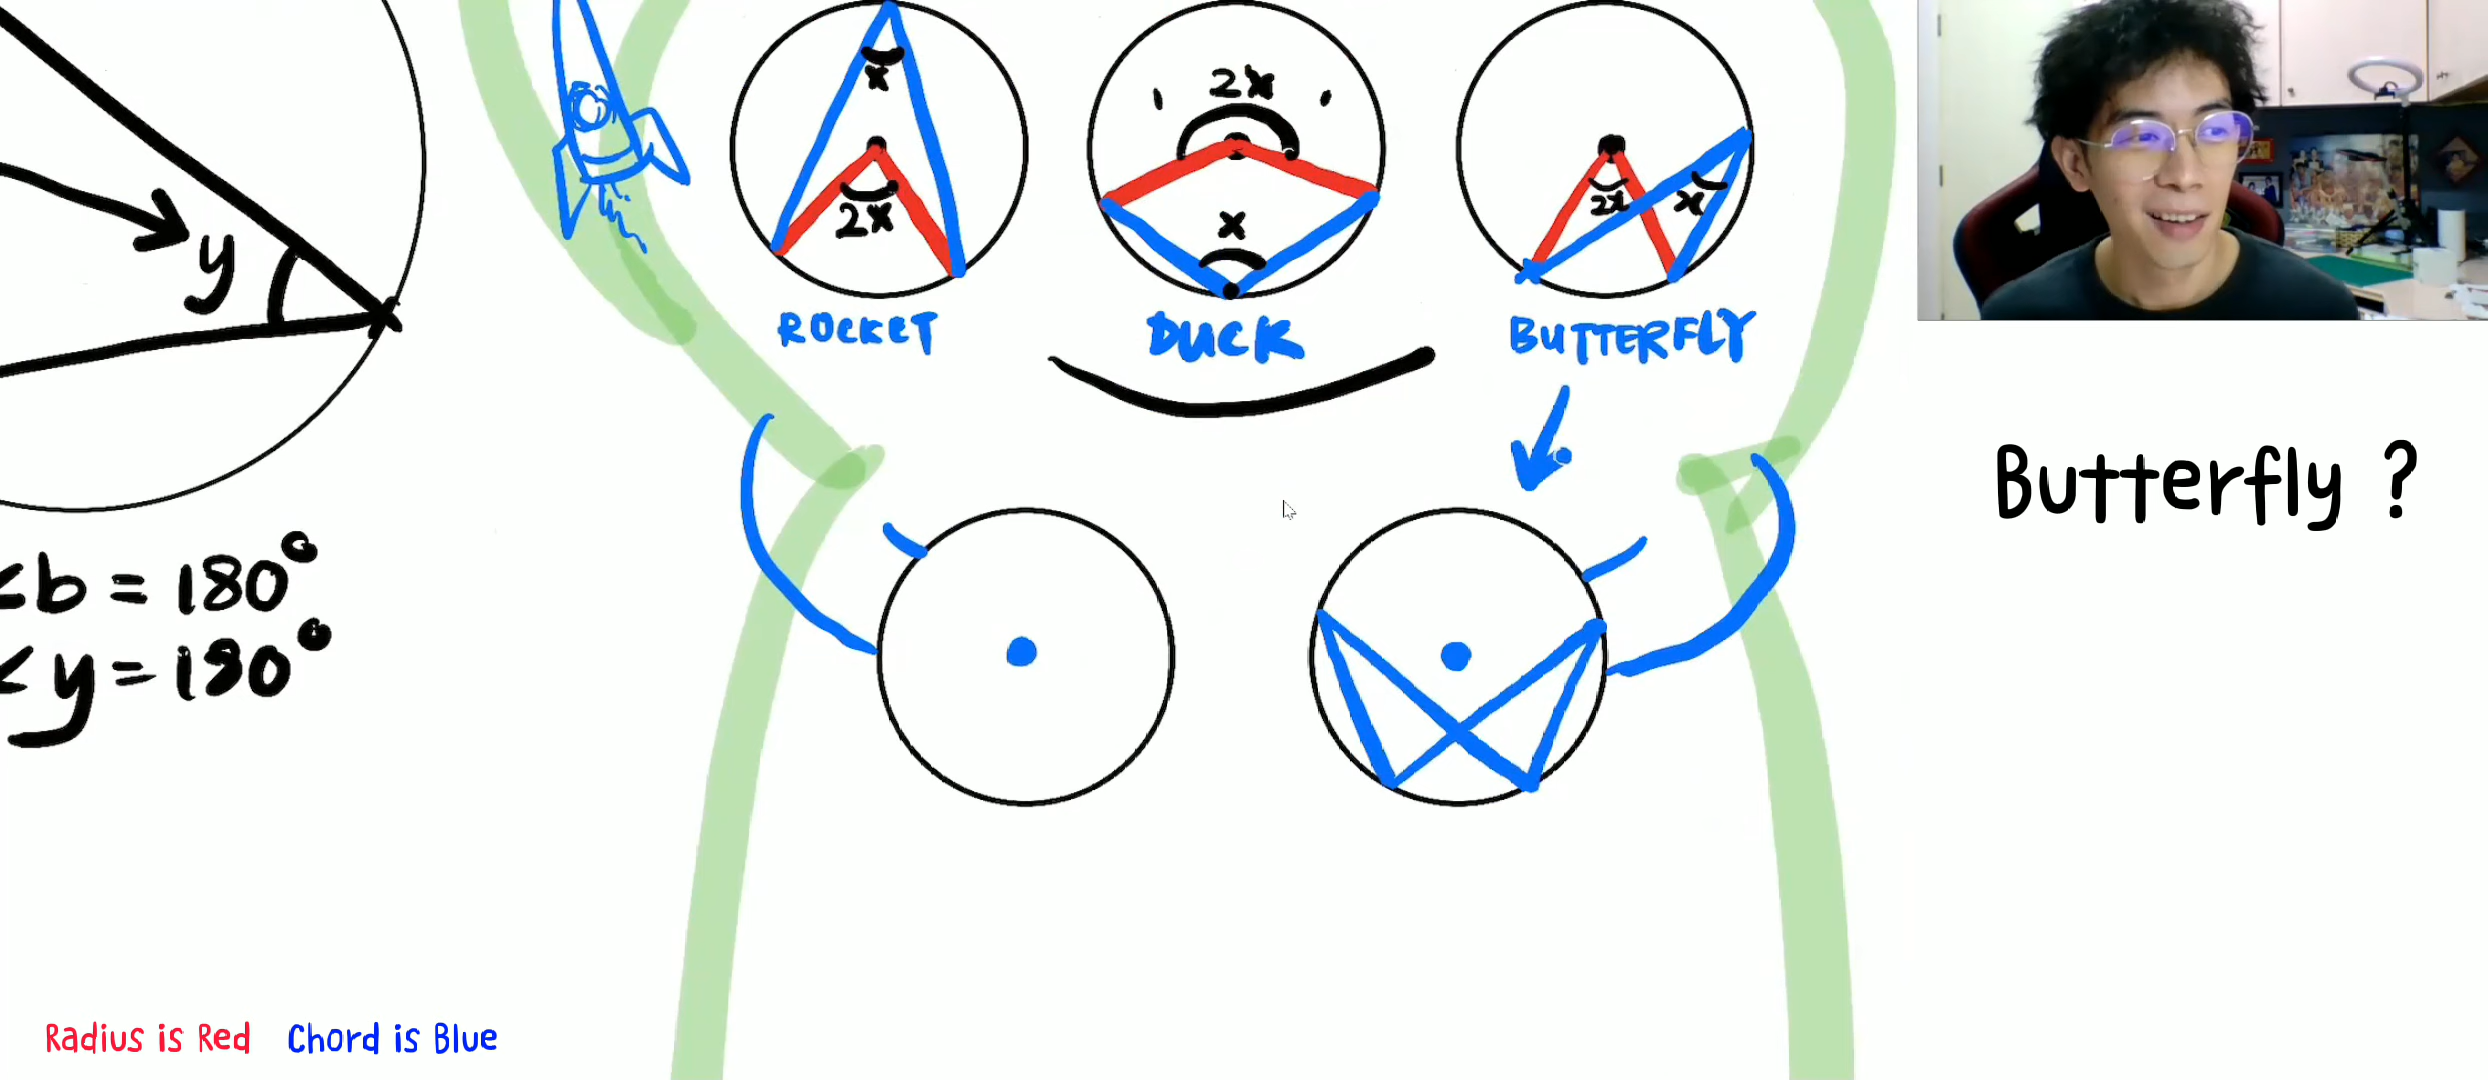 x
2x
2x
x
2x
x
y
ROCKET
DUCK
BUTTERFLY
Butterfly ?
<b = 180°
<y = 180°
Radius is Red Chord is Blue